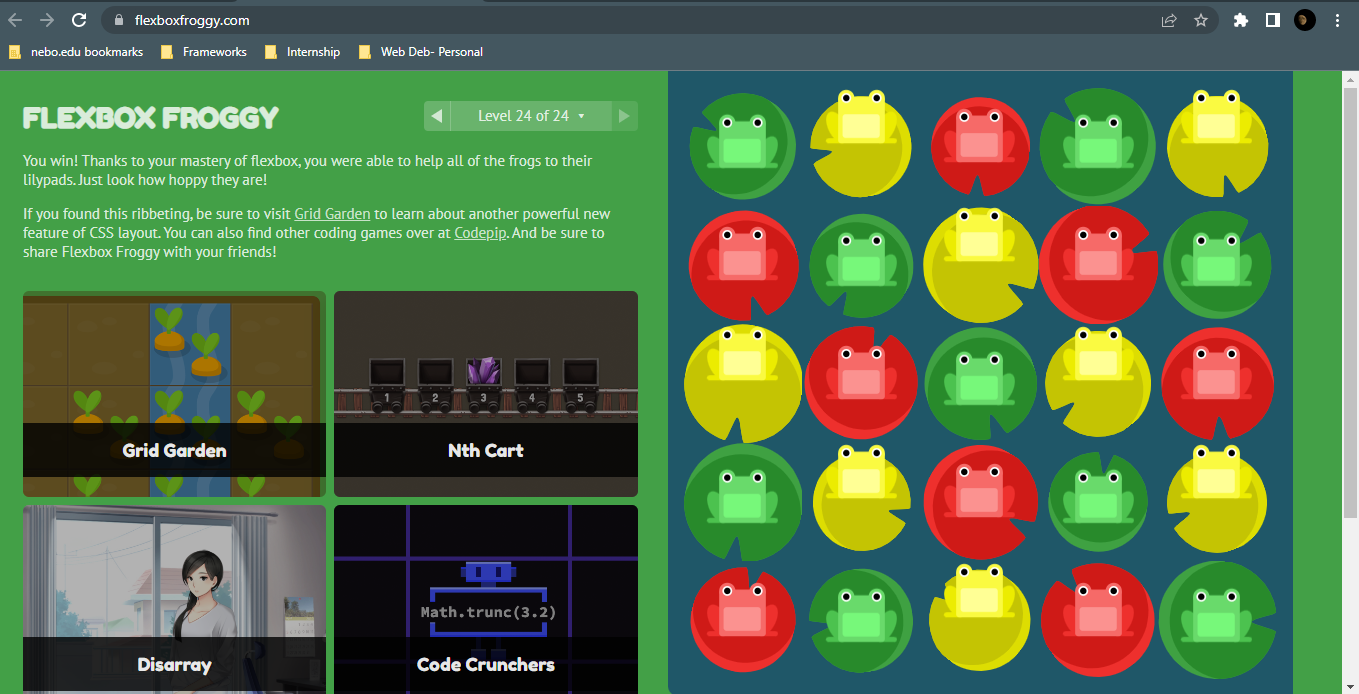 flexboxfroggy.com
nebo.edu bookmarks
Frameworks
Internship
Web Deb- Personal
FLEXBOX FROGGY
Level 24 of 24
You win! Thanks to your mastery of flexbox, you were able to help all of the frogs to their
lilypads. Just look how hoppy they are!
If you found this ribbeting, be sure to visit Grid Garden to learn about another powerful new
feature of CSS layout. You can also find other coding games over at Codepip. And be sure to
share Flexbox Froggy with your friends!
1 2 3 4 5
Grid Garden
Nth Cart
Math.trunc(3.2)
Disarray
Code Crunchers